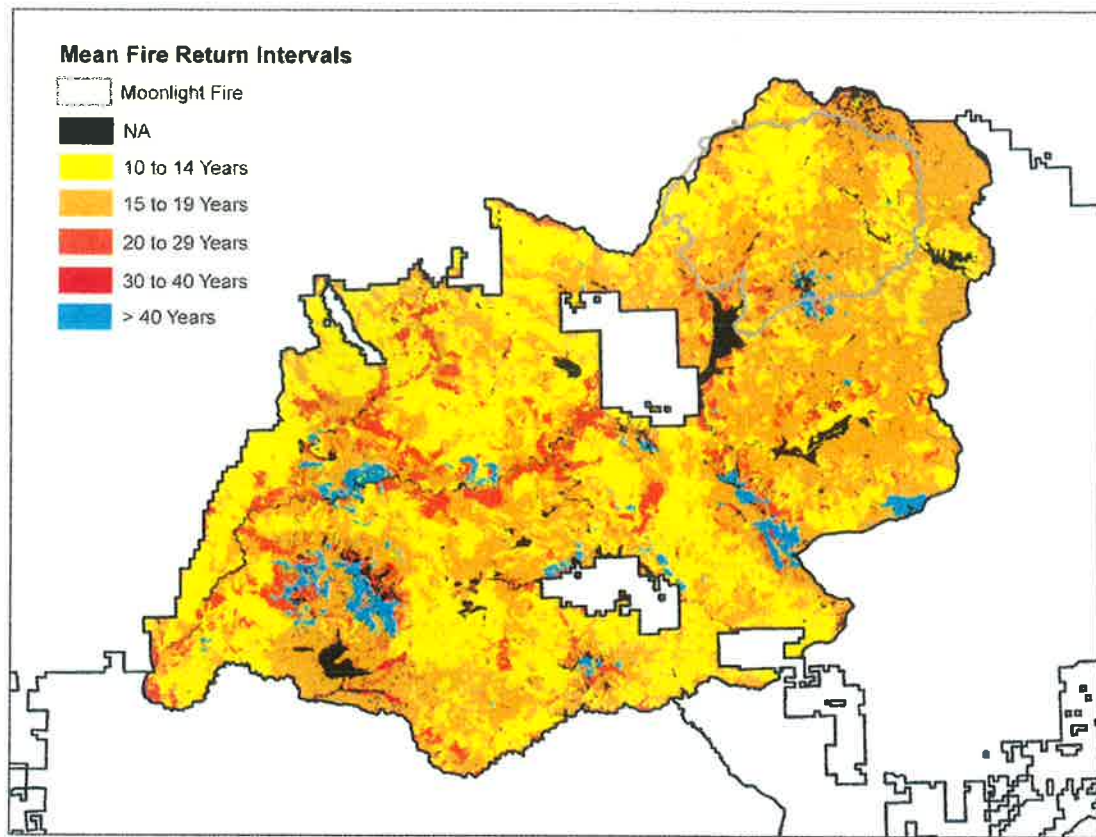 Mean Fire Return Intervals
Moonlight Fire
NA
10 to 14 Years
15 to 19 Years
20 to 29 Years
30 to 40 Years
> 40 Years